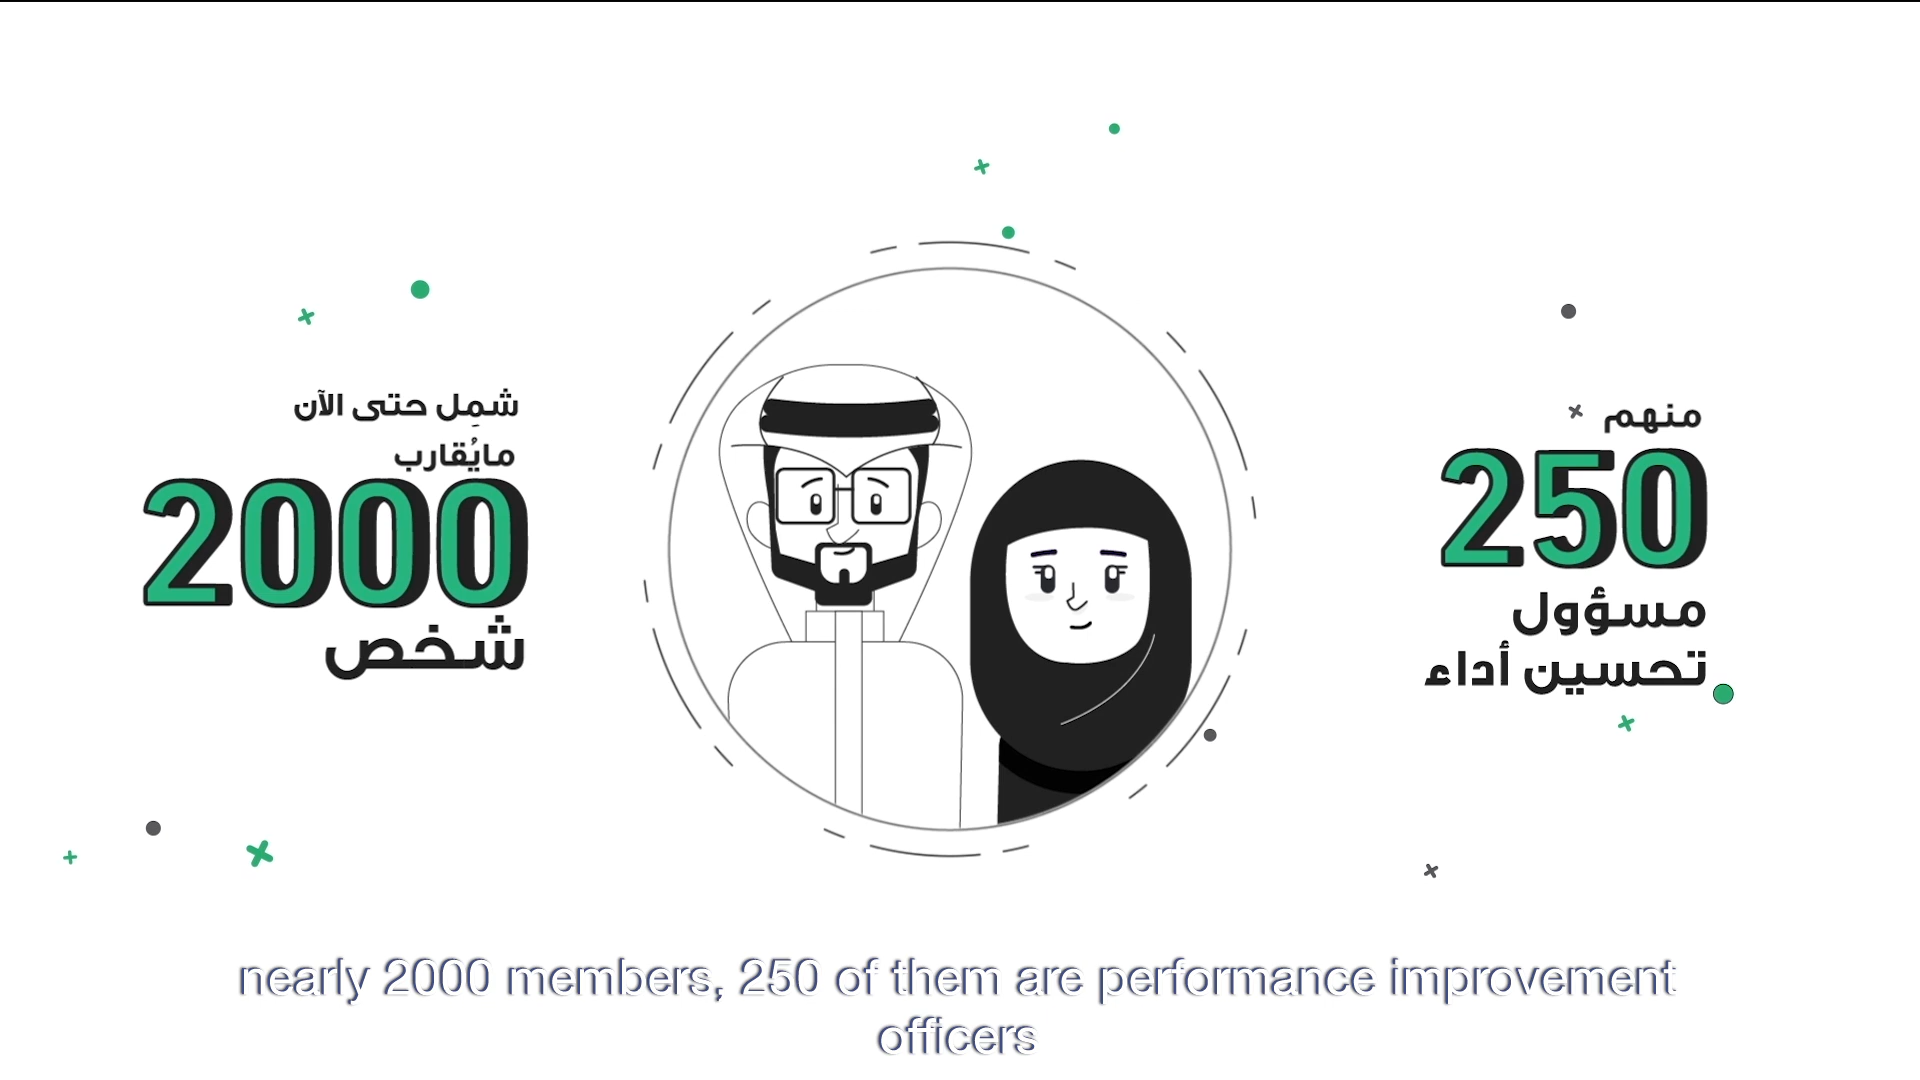 شمِل حتى الآن
مايُقارب
2000
شخص
منهم
250
مسؤول
تحسين أداء
nearly 2000 members, 250 of them are performance improvement
officers